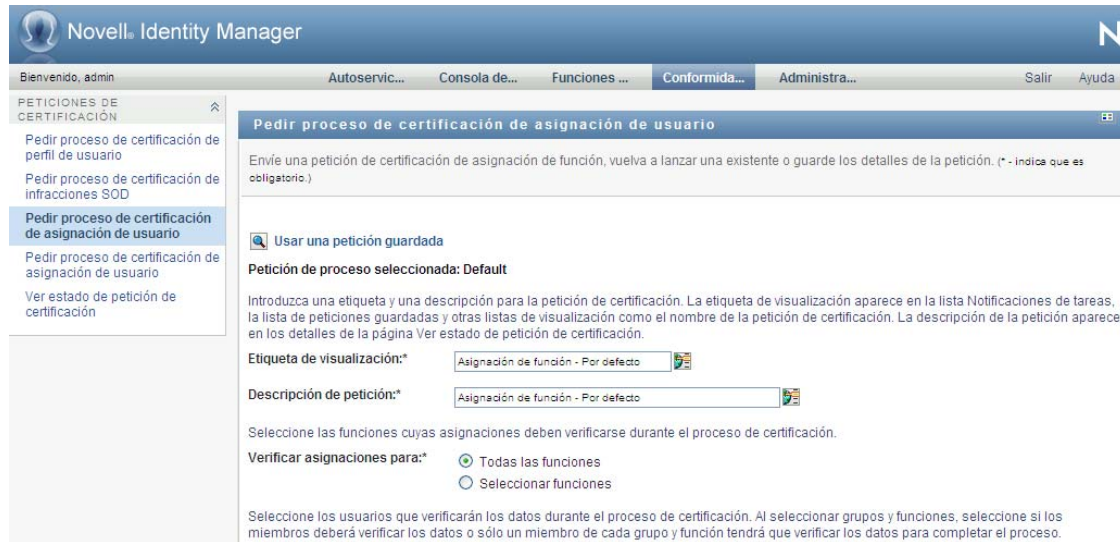 Novell® Identity Manager
N
Bienvenido, admin
Autoservic...
Consola de...
Funciones ...
Conformida...
Administra...
Salir
Ayuda
PETICIONES DE
CERTIFICACIÓN
Pedir proceso de certificación de
perfil de usuario
Pedir proceso de certificación de
infracciones SOD
Pedir proceso de certificación
de asignación de usuario
Pedir proceso de certificación de
asignación de usuario
Ver estado de petición de
certificación
Pedir proceso de certificación de asignación de usuario
Envíe una petición de certificación de asignación de función, vuelva a lanzar una existente o guarde los detalles de la petición. (* - indica que es
obligatorio.)
Usar una petición guardada
Petición de proceso seleccionada: Default
Introduzca una etiqueta y una descripción para la petición de certificación. La etiqueta de visualización aparece en la lista Notificaciones de tareas,
la lista de peticiones guardadas y otras listas de visualización como el nombre de la petición de certificación. La descripción de la petición aparece
en los detalles de la página Ver estado de petición de certificación.
Etiqueta de visualización:*
Asignación de función - Por defecto
Descripción de petición:*
Asignación de función - Por defecto
Seleccione las funciones cuyas asignaciones deben verificarse durante el proceso de certificación.
Verificar asignaciones para:*
Todas las funciones
Seleccionar funciones
Seleccione los usuarios que verificarán los datos durante el proceso de certificación. Al seleccionar grupos y funciones, seleccione si los
miembros deberá verificar los datos o sólo un miembro de cada grupo y función tendrá que verificar los datos para completar el proceso.